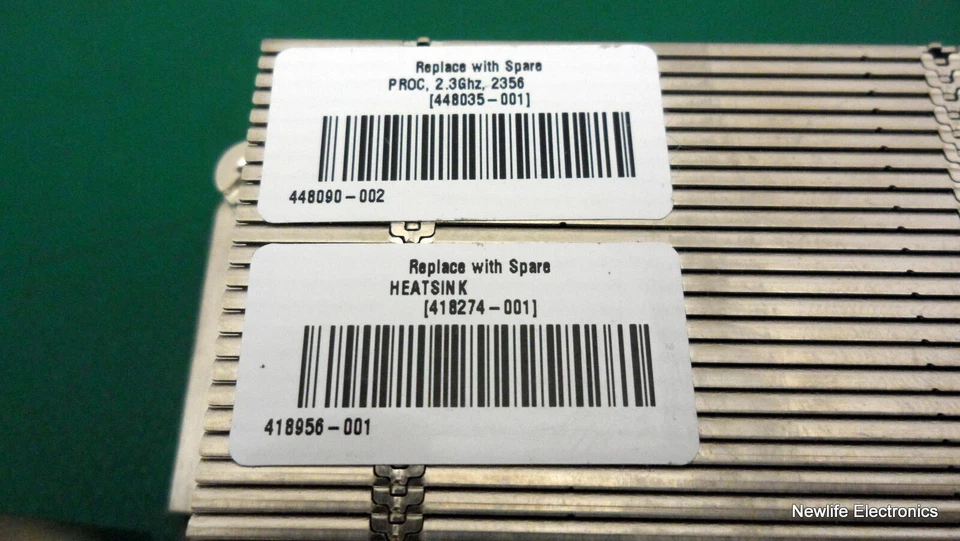 Replace with Spare
PROC, 2.3Ghz, 2356
[448035-001]
448090-002
Replace with Spare
HEATSINK
[418274-001]
418956-001
Newlife Electronics